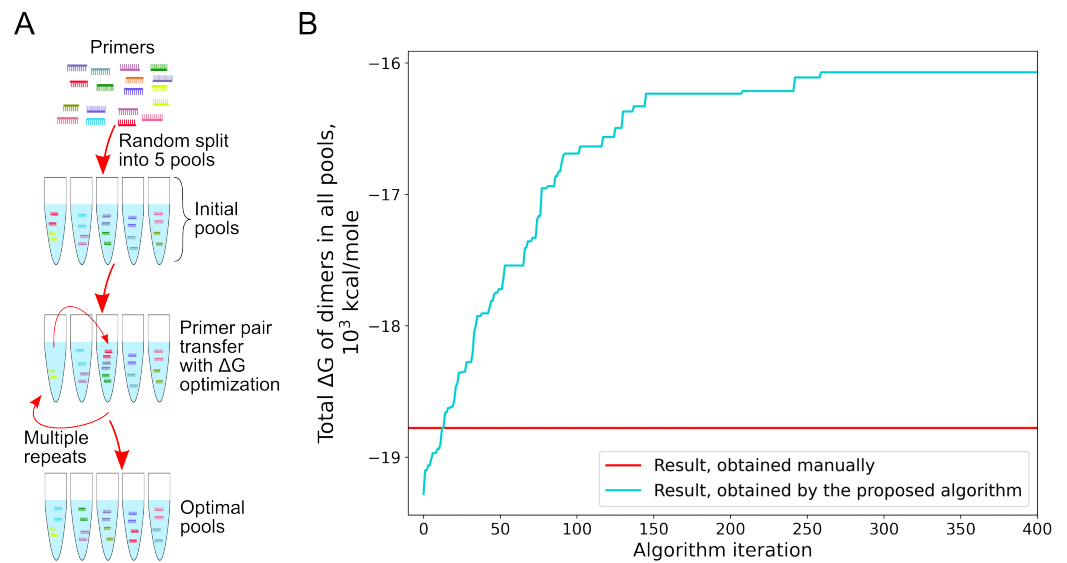 A
Primers
Random split
into 5 pools
Initial
pools
Primer pair
transfer
with ΔG
optimization
Multiple
repeats
Optimal
pools
B
Total ΔG of dimers in all pools,
10³ kcal/mole
−16
−17
−18
−19
Result, obtained manually
Result, obtained by the proposed algorithm
0 50 100 150 200 250 300 350 400
Algorithm iteration